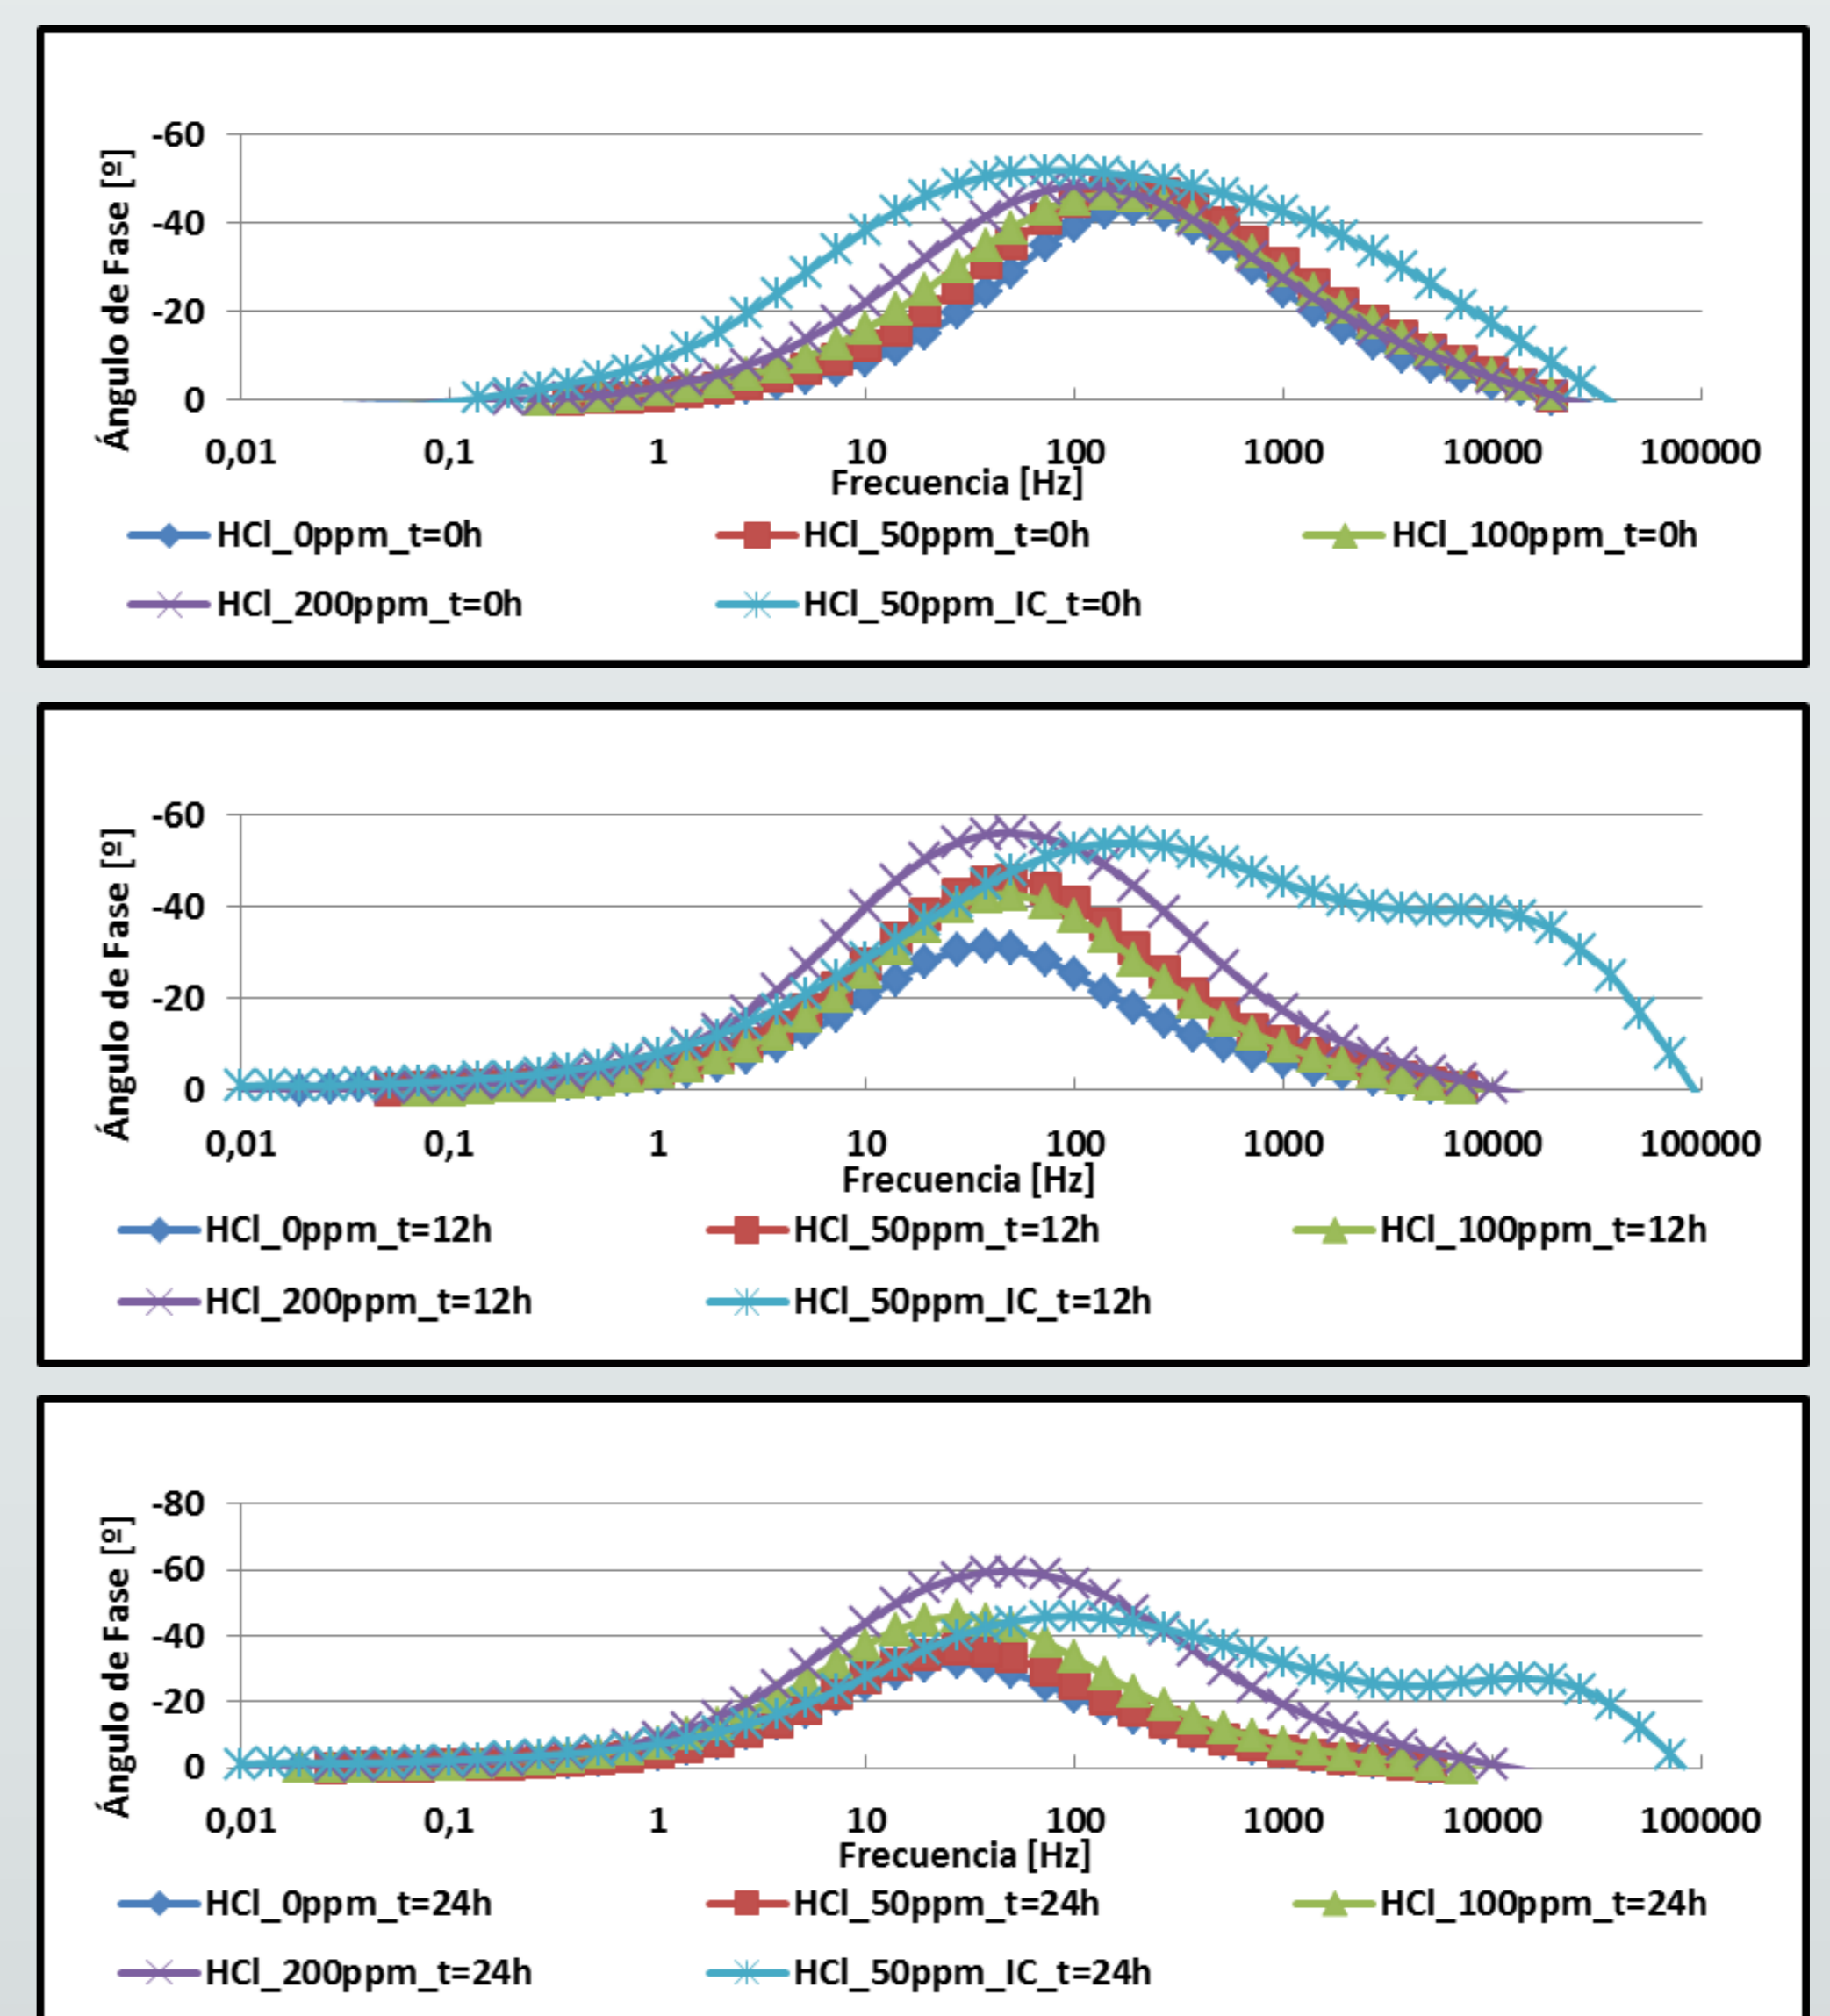 Ángulo de Fase [º]
-60
-40
-20
0
0,01 0,1 1 10 100 1000 10000 100000
Frecuencia [Hz]
HCl_0ppm_t=0h HCl_50ppm_t=0h HCl_100ppm_t=0h
HCl_200ppm_t=0h HCl_50ppm_IC_t=0h
Ángulo de Fase [º]
-60
-40
-20
0
0,01 0,1 1 10 100 1000 10000 100000
Frecuencia [Hz]
HCl_0ppm_t=12h HCl_50ppm_t=12h HCl_100ppm_t=12h
HCl_200ppm_t=12h HCl_50ppm_IC_t=12h
Ángulo de Fase [º]
-80
-60
-40
-20
0
0,01 0,1 1 10 100 1000 10000 100000
Frecuencia [Hz]
HCl_0ppm_t=24h HCl_50ppm_t=24h HCl_100ppm_t=24h
HCl_200ppm_t=24h HCl_50ppm_IC_t=24h